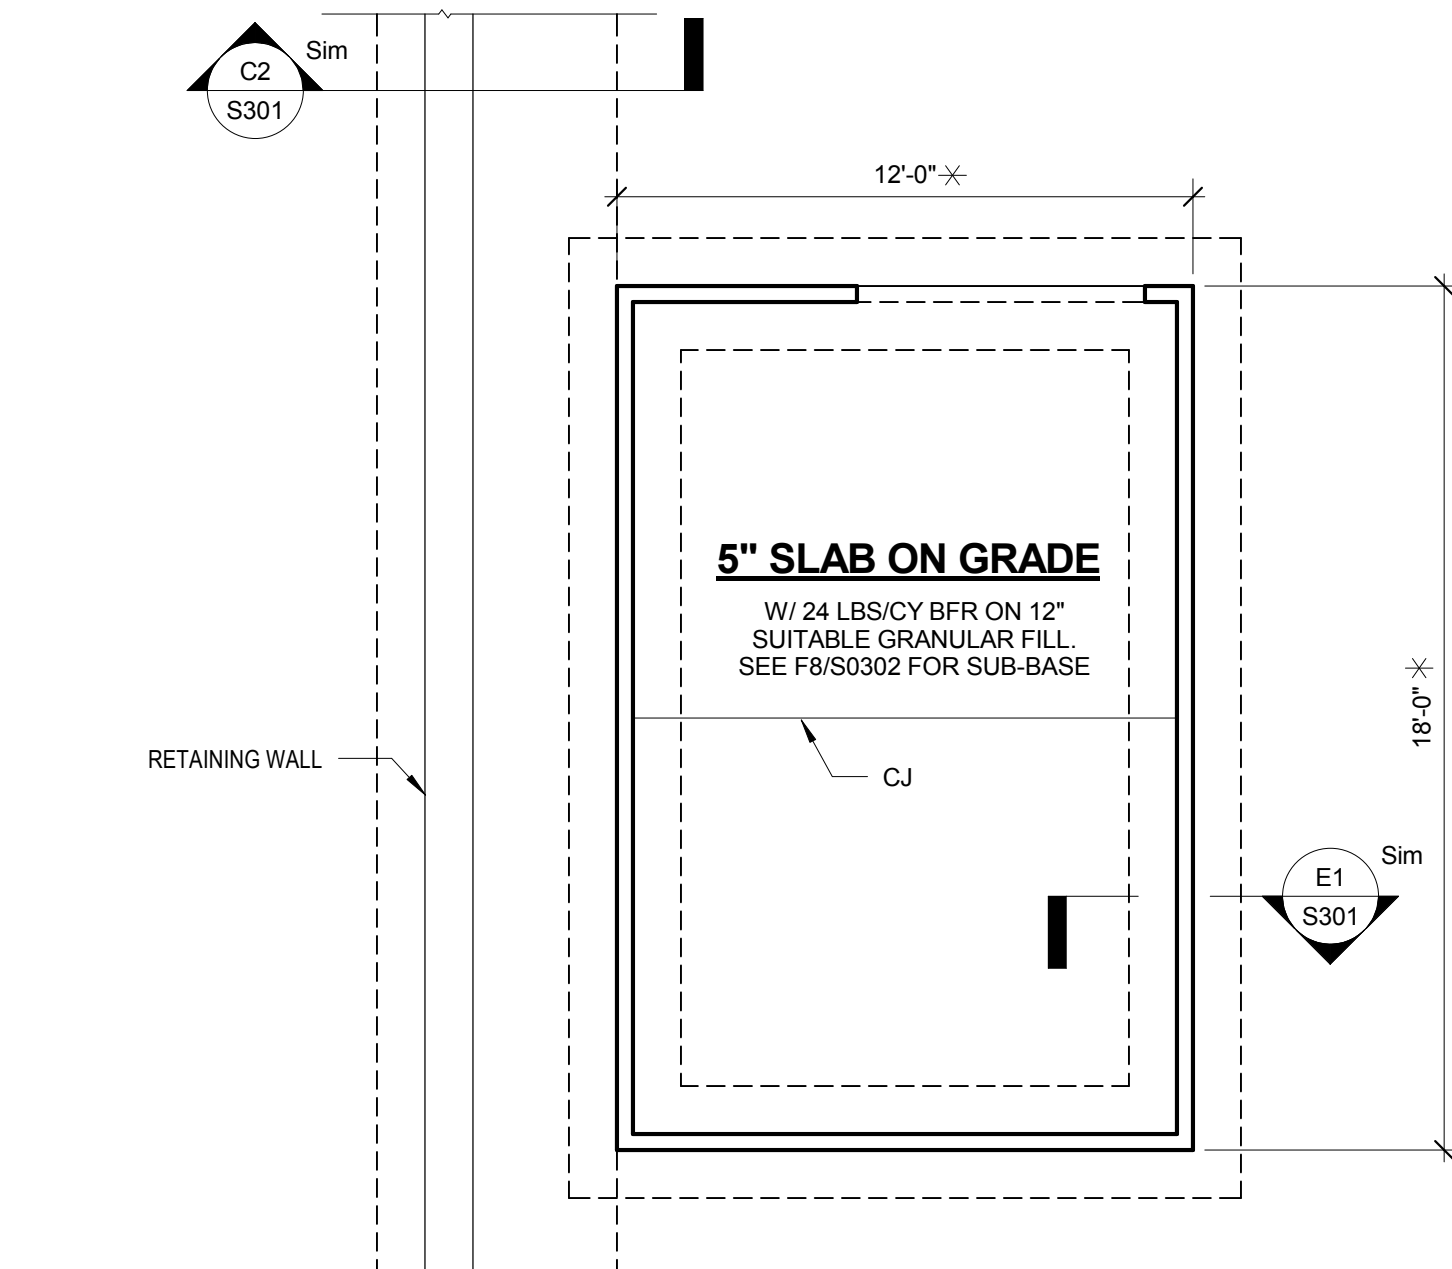 Sim
C2
S301
12'-0"
5" SLAB ON GRADE
W/ 24 LBS/CY BFR ON 12"
SUITABLE GRANULAR FILL.
SEE F8/S0302 FOR SUB-BASE
18'-0"
RETAINING WALL
CJ
Sim
E1
S301